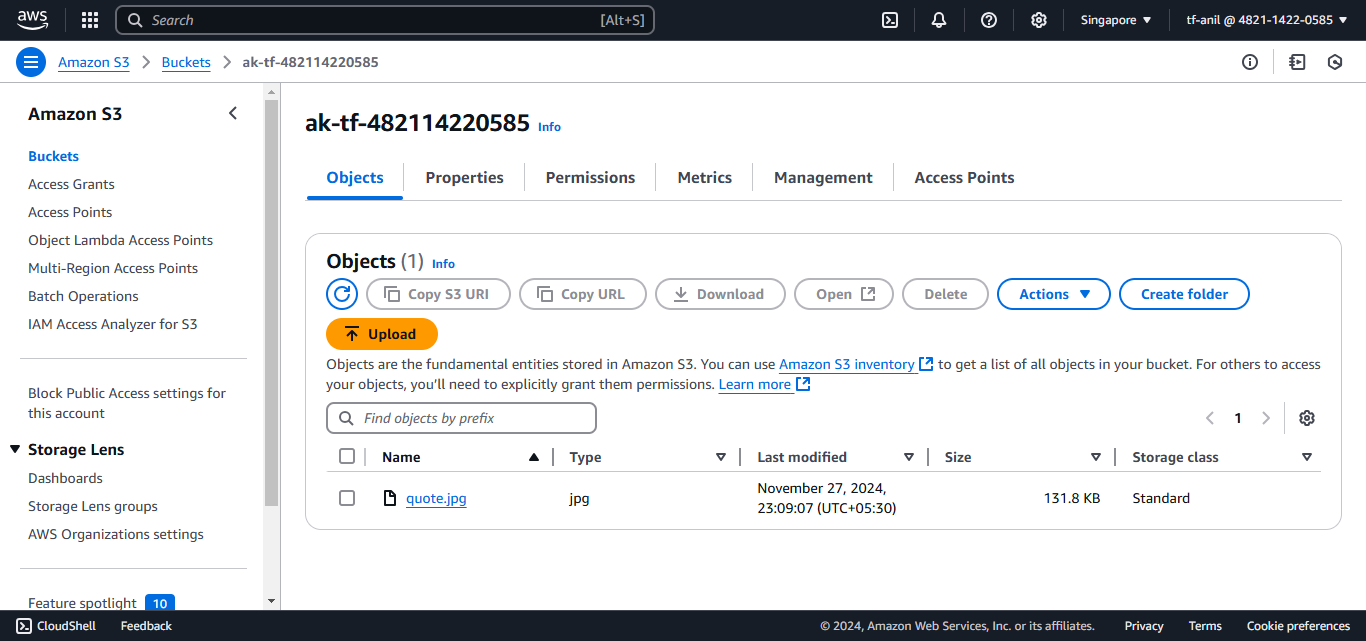 aws
Search [Alt+S]
Singapore
tf-anil @ 4821-1422-0585
Amazon S3
Buckets
ak-tf-482114220585
Amazon S3
Buckets
Access Grants
Access Points
Object Lambda Access Points
Multi-Region Access Points
Batch Operations
IAM Access Analyzer for S3
Block Public Access settings for
this account
Storage Lens
Dashboards
Storage Lens groups
AWS Organizations settings
Feature spotlight 10
ak-tf-482114220585 Info
Objects Properties Permissions Metrics Management Access Points
Objects (1) Info
Copy S3 URI Copy URL Download Open Delete Actions Create folder
Upload
Objects are the fundamental entities stored in Amazon S3. You can use Amazon S3 inventory to get a list of all objects in your bucket. For others to access
your objects, you'll need to explicitly grant them permissions. Learn more
Find objects by prefix
1
Name Type Last modified Size Storage class
quote.jpg jpg November 27, 2024, 131.8 KB Standard
23:09:07 (UTC+05:30)
CloudShell Feedback © 2024, Amazon Web Services, Inc. or its affiliates. Privacy Terms Cookie preferences